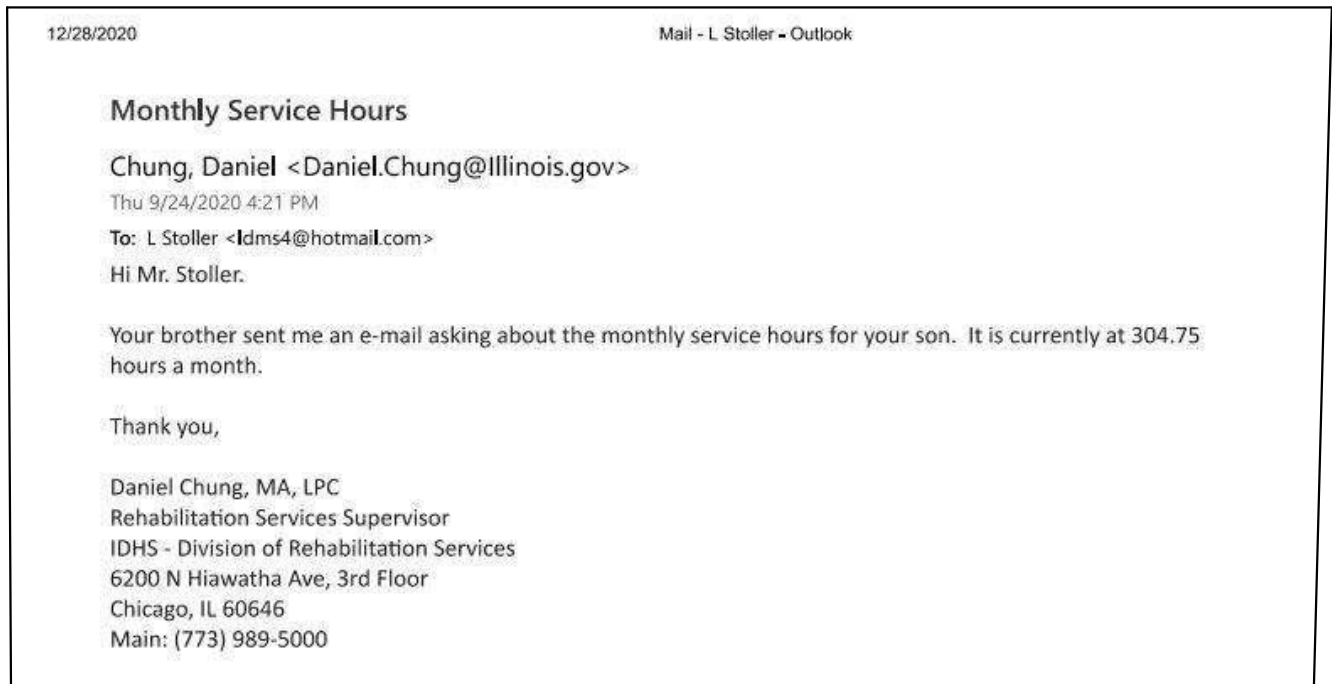 12/28/2020 Mail - L Stoller - Outlook
Monthly Service Hours
Chung, Daniel <Daniel.Chung@Illinois.gov>
Thu 9/24/2020 4:21 PM
To: L Stoller <ldms4@hotmail.com>
Hi Mr. Stoller.
Your brother sent me an e-mail asking about the monthly service hours for your son. It is currently at 304.75
hours a month.
Thank you,
Daniel Chung, MA, LPC
Rehabilitation Services Supervisor
IDHS - Division of Rehabilitation Services
6200 N Hiawatha Ave, 3rd Floor
Chicago, IL 60646
Main: (773) 989-5000